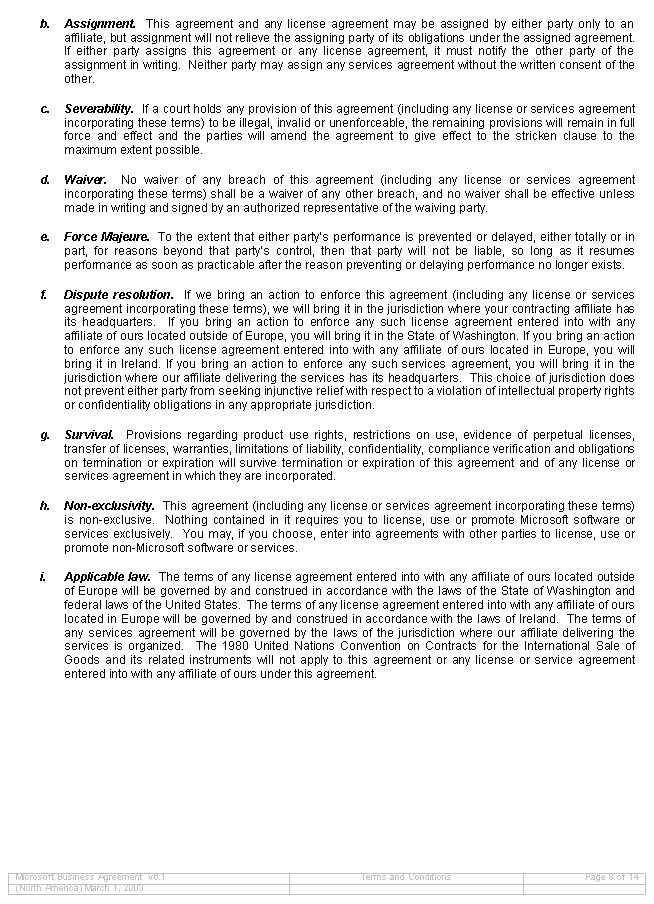 b. Assignment. This agreement and any license agreement may be assigned by either party only to an
affiliate, but assignment will not relieve the assigning party of its obligations under the assigned agreement.
If either party assigns this agreement or any license agreement, it must notify the other party of the
assignment in writing. Neither party may assign any services agreement without the written consent of the
other.
c. Severability. If a court holds any provision of this agreement (including any license or services agreement
incorporating these terms) to be illegal, invalid or unenforceable, the remaining provisions will remain in full
force and effect and the parties will amend the agreement to give effect to the stricken clause to the
maximum extent possible.
d. Waiver. No waiver of any breach of this agreement (including any license or services agreement
incorporating these terms) shall be a waiver of any other breach, and no waiver shall be effective unless
made in writing and signed by an authorized representative of the waiving party.
e. Force Majeure. To the extent that either party's performance is prevented or delayed, either totally or in
part, for reasons beyond that party's control, then that party will not be liable, so long as it resumes
performance as soon as practicable after the reason preventing or delaying performance no longer exists.
f. Dispute resolution. If we bring an action to enforce this agreement (including any license or services
agreement incorporating these terms), we will bring it in the jurisdiction where your contracting affiliate has
its headquarters. If you bring an action to enforce any such license agreement entered into with any
affiliate of ours located outside of Europe, you will bring it in the State of Washington. If you bring an action
to enforce any such license agreement entered into with any affiliate of ours located in Europe, you will
bring it in Ireland. If you bring an action to enforce any such services agreement, you will bring it in the
jurisdiction where our affiliate delivering the services has its headquarters. This choice of jurisdiction does
not prevent either party from seeking injunctive relief with respect to a violation of intellectual property rights
or confidentiality obligations in any appropriate jurisdiction.
g. Survival. Provisions regarding product use rights, restrictions on use, evidence of perpetual licenses,
transfer of licenses, warranties, limitations of liability, confidentiality, compliance verification and obligations
on termination or expiration will survive termination or expiration of this agreement and of any license or
services agreement in which they are incorporated.
h. Non-exclusivity. This agreement (including any license or services agreement incorporating these terms)
is non-exclusive. Nothing contained in it requires you to license, use or promote Microsoft software or
services exclusively. You may, if you choose, enter into agreements with other parties to license, use or
promote non-Microsoft software or services.
i. Applicable law. The terms of any license agreement entered into with any affiliate of ours located outside
of Europe will be governed by and construed in accordance with the laws of the State of Washington and
federal laws of the United States. The terms of any license agreement entered into with any affiliate of ours
located in Europe will be governed by and construed in accordance with the laws of Ireland. The terms of
any services agreement will be governed by the laws of the jurisdiction where our affiliate delivering the
services is organized. The 1980 United Nations Convention on Contracts for the International Sale of
Goods and its related instruments will not apply to this agreement or any license or service agreement
entered into with any affiliate of ours under this agreement.
Microsoft Business Agreement v6.1 Terms and Conditions Page 8 of 14
(North America) March 1, 2003